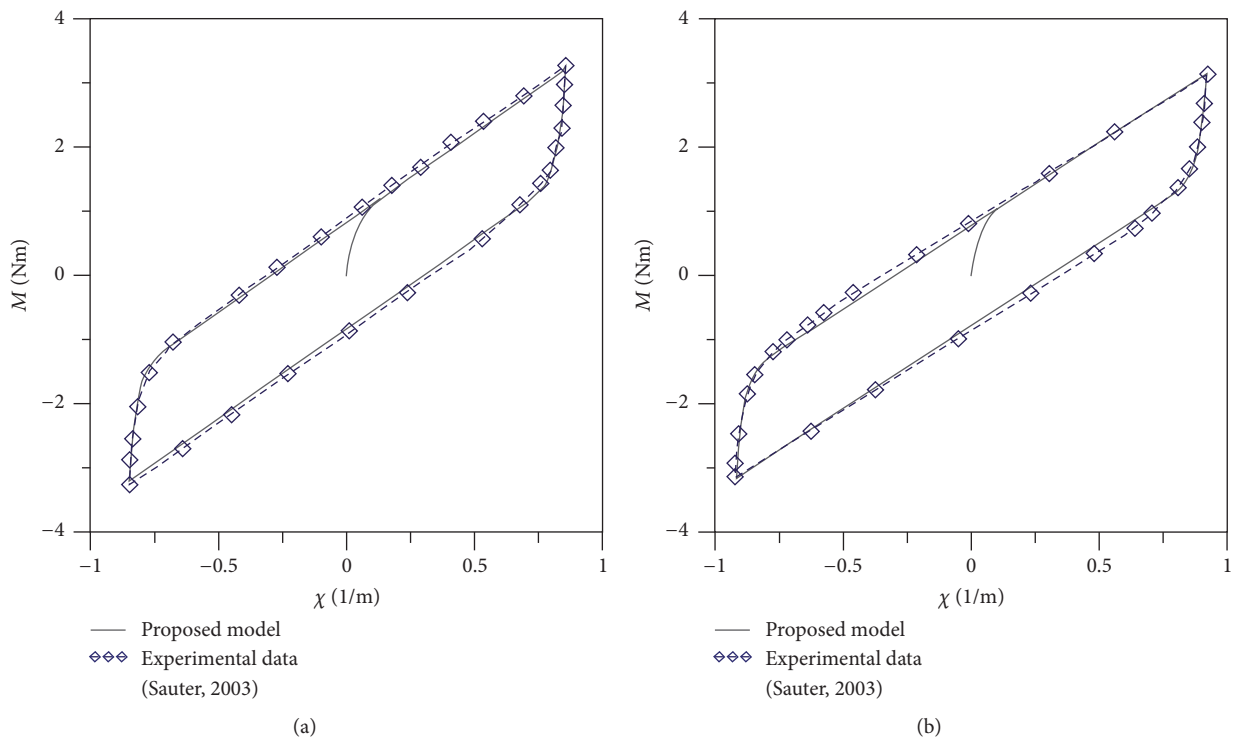 4
2
0
−2
−4
M (Nm)
−1
−0.5
0
0.5
1
χ (1/m)
Proposed model
Experimental data
(Sauter, 2003)
(a)
4
2
0
−2
−4
M (Nm)
−1
−0.5
0
0.5
1
χ (1/m)
Proposed model
Experimental data
(Sauter, 2003)
(b)